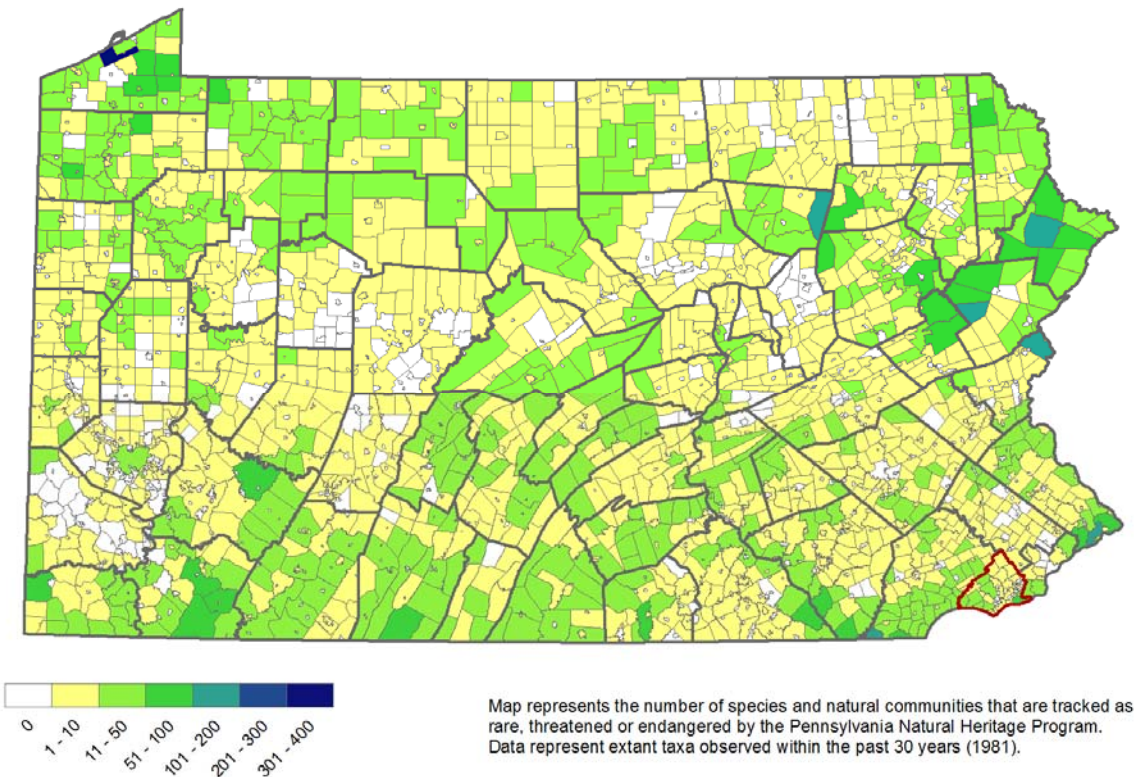 0
1 - 10
11 - 50
51 - 100
101 - 200
201 - 300
301 - 400
Map represents the number of species and natural communities that are tracked as
rare, threatened or endangered by the Pennsylvania Natural Heritage Program.
Data represent extant taxa observed within the past 30 years (1981).